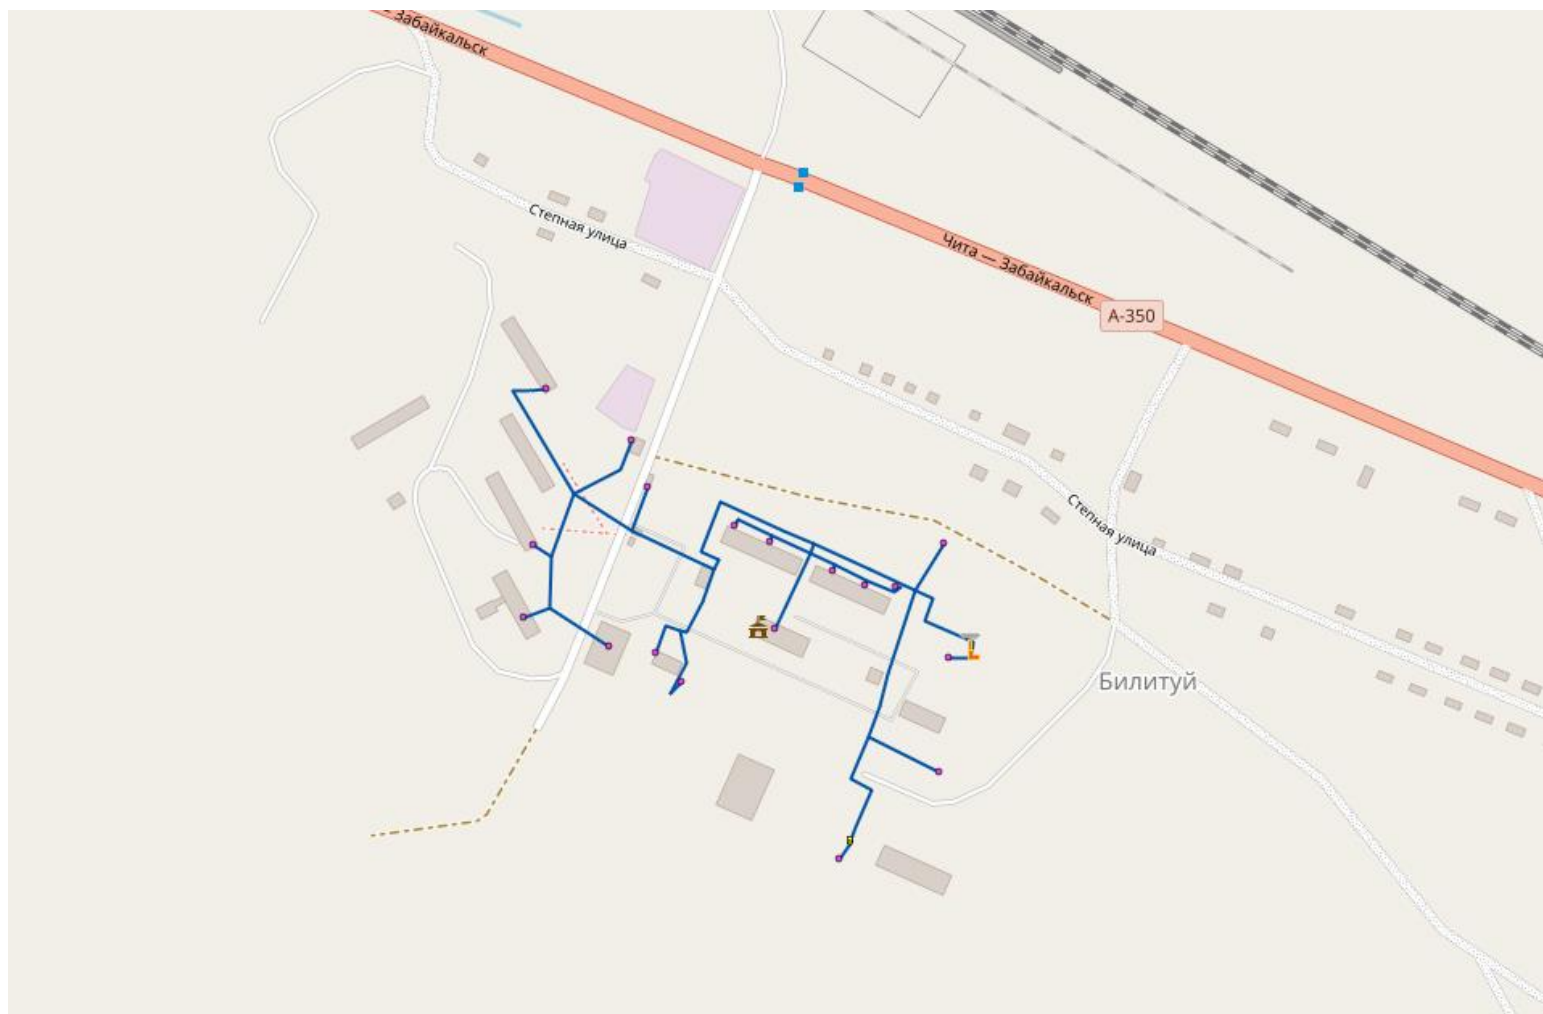 — Забайкальск
Степная улица
Чита — Забайкальск
А-350
Степная улица
Билитуй